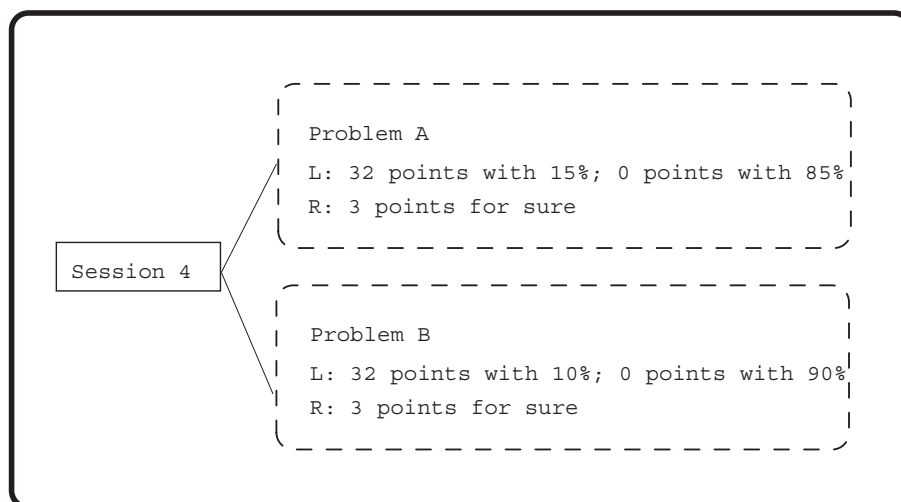 Problem A
L: 32 points with 15%; 0 points with 85%
R: 3 points for sure
Session 4
Problem B
L: 32 points with 10%; 0 points with 90%
R: 3 points for sure